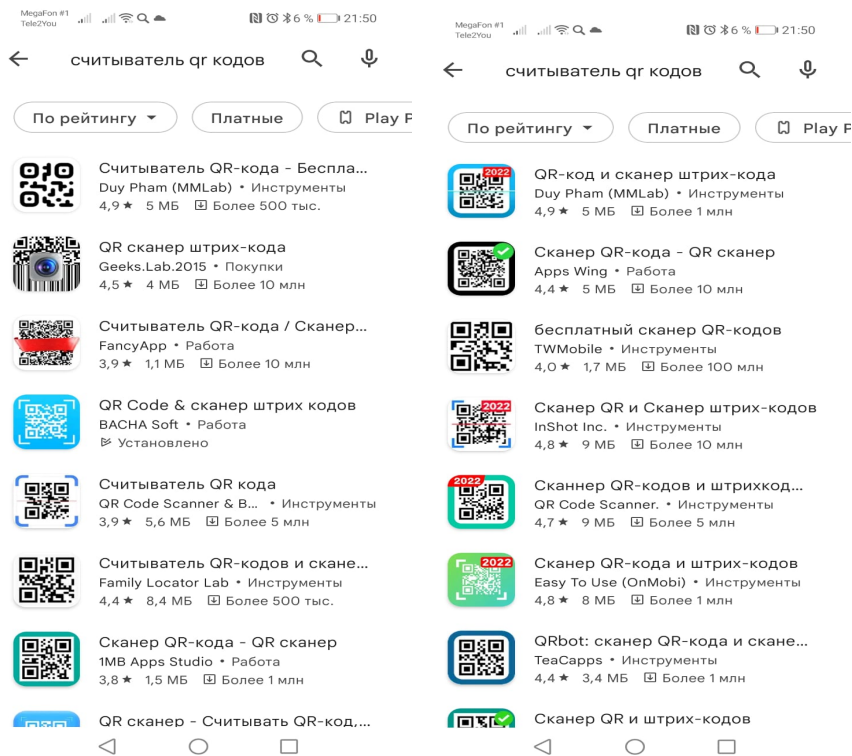 MegaFon #1
Tele2You
6 % 21:50
считыватель qr кодов
По рейтингу
Платные
Play P
Считыватель QR-кода - Беспла...
Duy Pham (MMLab) • Инструменты
4,9 ★ 5 МБ Более 500 тыс.
QR сканер штрих-кода
Geeks.Lab.2015 • Покупки
4,5 ★ 4 МБ Более 10 млн
Считыватель QR-кода / Сканер...
FancyApp • Работа
3,9 ★ 1,1 МБ Более 10 млн
QR Code & сканер штрих кодов
BACHA Soft • Работа
Установлено
Считыватель QR кода
QR Code Scanner & B... • Инструменты
3,9 ★ 5,6 МБ Более 5 млн
Считыватель QR-кодов и скане...
Family Locator Lab • Инструменты
4,4 ★ 8,4 МБ Более 500 тыс.
Сканер QR-кода - QR сканер
1MB Apps Studio • Работа
3,8 ★ 1,5 МБ Более 1 млн
QR сканер - Считывать QR-код,...
MegaFon #1
Tele2You
6 % 21:50
считыватель qr кодов
По рейтингу
Платные
Play P
2022
QR-код и сканер штрих-кода
Duy Pham (MMLab) • Инструменты
4,9 ★ 5 МБ Более 1 млн
Сканер QR-кода - QR сканер
Apps Wing • Работа
4,4 ★ 5 МБ Более 10 млн
бесплатный сканер QR-кодов
TWMobile • Инструменты
4,0 ★ 1,7 МБ Более 100 млн
2022
Сканер QR и Сканер штрих-кодов
InShot Inc. • Инструменты
4,8 ★ 9 МБ Более 10 млн
2022
Сканнер QR-кодов и штрихкод...
QR Code Scanner. • Инструменты
4,7 ★ 9 МБ Более 5 млн
2022
Сканер QR-кода и штрих-кодов
Easy To Use (OnMobi) • Инструменты
4,8 ★ 8 МБ Более 1 млн
QRbot: сканер QR-кода и скане...
TeaCapps • Инструменты
4,4 ★ 3,4 МБ Более 1 млн
Сканер QR и штрих-кодов